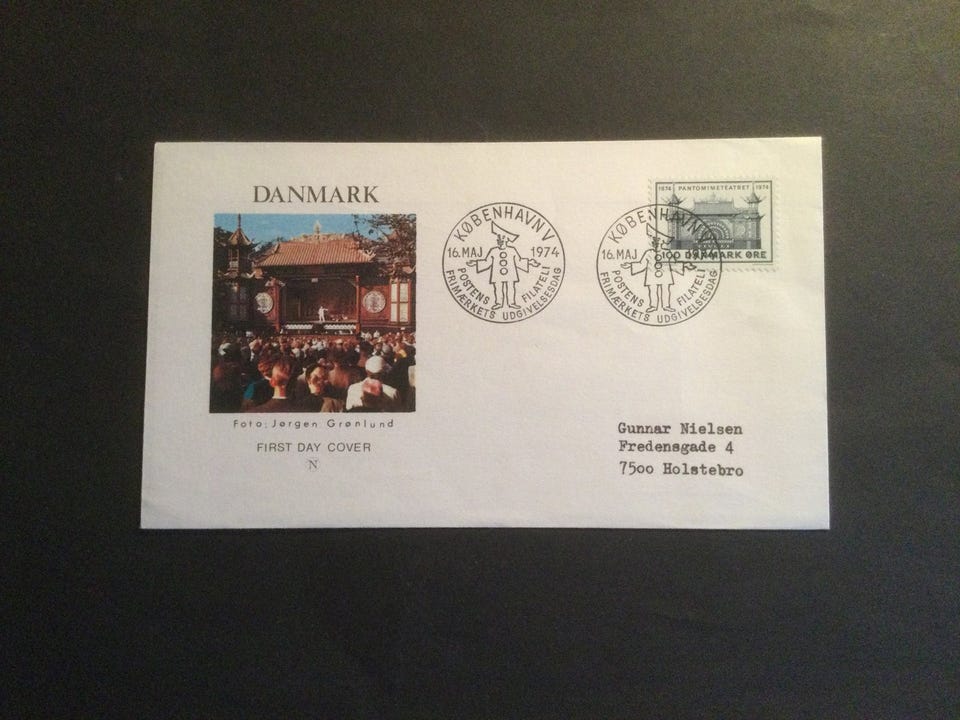 DANMARK
Foto: Jørgen Grønlund
FIRST DAY COVER
N
KØBENHAVN V
16. MAJ 1974
POSTENS FILATELI
FRIMÆRKETS UDGIVELSESDAG
KØBENHAVN V
16. MAJ
POSTENS FILATELI
FRIMÆRKETS UDGIVELSESDAG
1874 PANTOMIMETEATRET 1974
100 DANMARK ØRE
Gunnar Nielsen
Fredensgade 4
7500 Holstebro